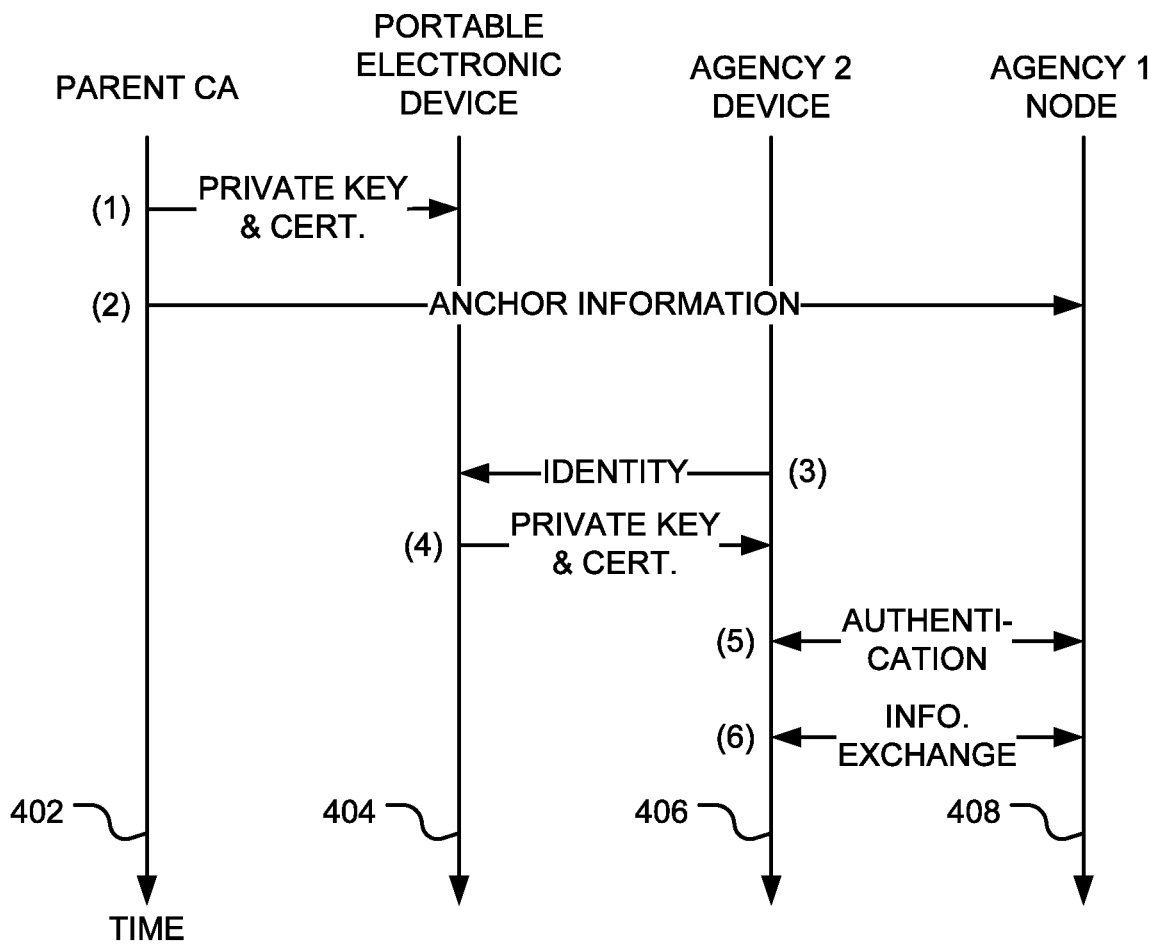 PARENT CA
PORTABLE
ELECTRONIC
DEVICE
AGENCY 2
DEVICE
AGENCY 1
NODE
(1)
PRIVATE KEY
& CERT.
(2)
ANCHOR INFORMATION
IDENTITY
(3)
(4)
PRIVATE KEY
& CERT.
(5)
AUTHENTI-
CATION
(6)
INFO.
EXCHANGE
402
404
406
408
TIME